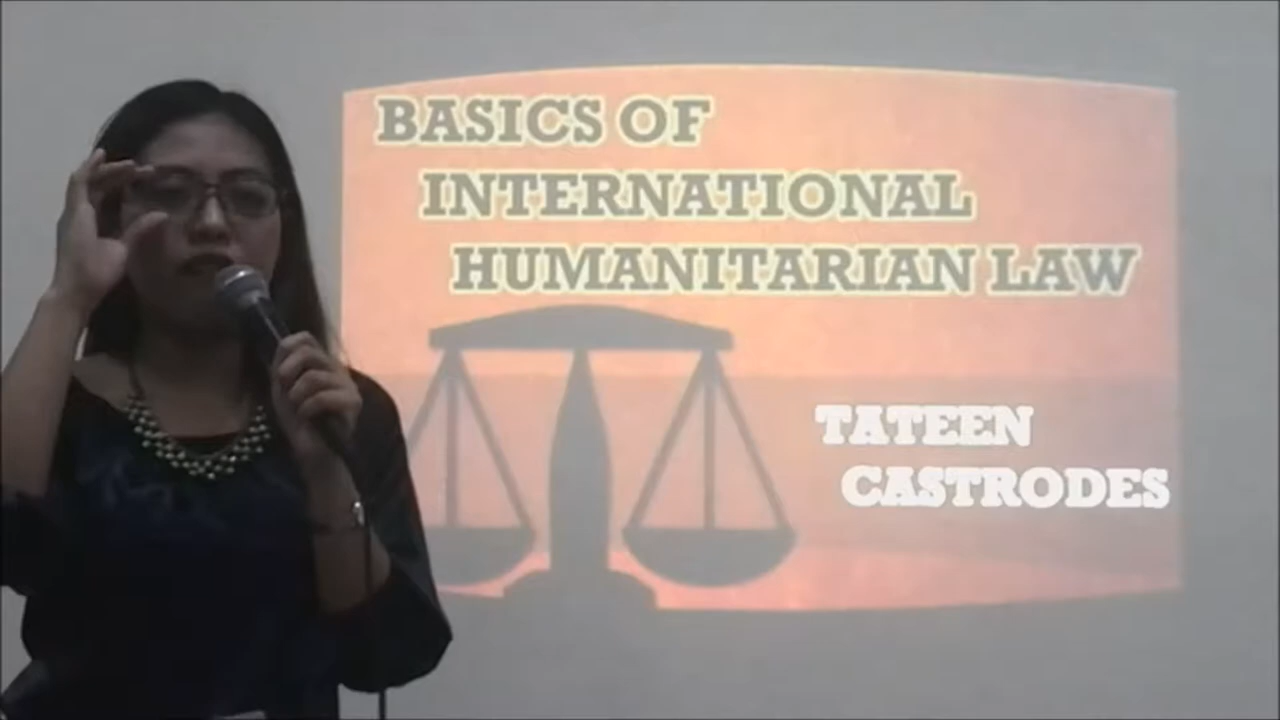 BASICS OF
INTERNATIONAL
HUMANITARIAN LAW
TATEEN
CASTRODES